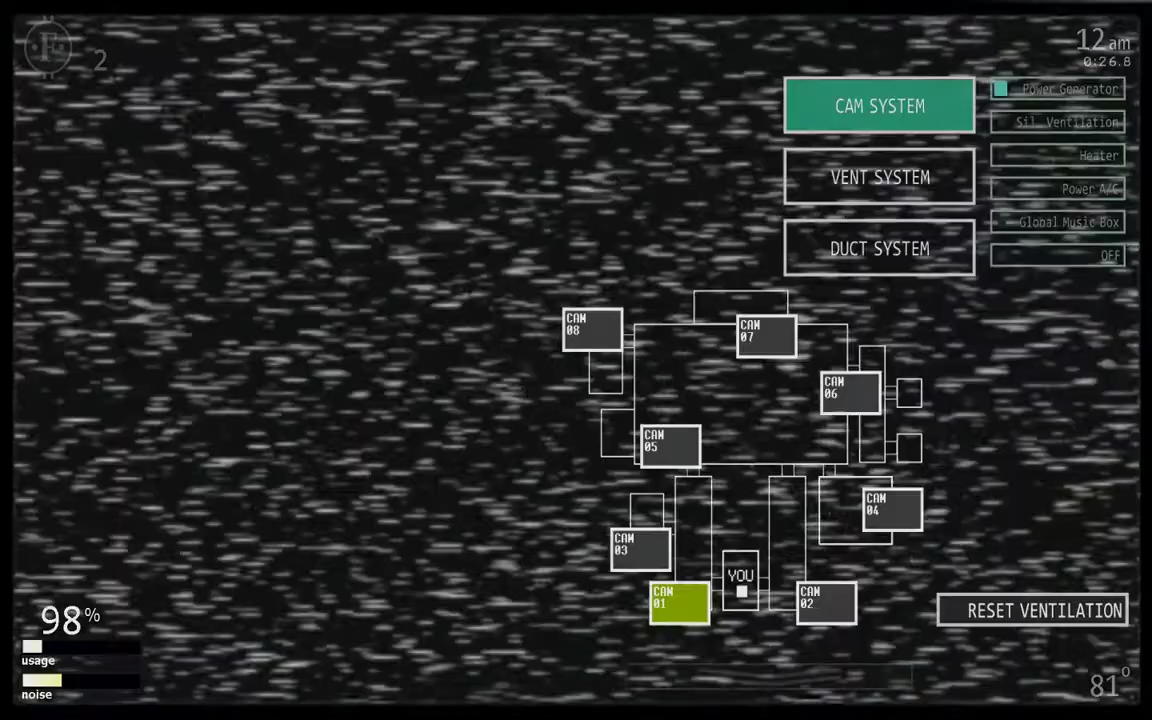 F
2
12 am
0:26.8
CAM SYSTEM
VENT SYSTEM
DUCT SYSTEM
Power Generator
Sil. Ventilation
Heater
Power A/C
Global Music Box
OFF
CAM
08
CAM
07
CAM
06
CAM
05
CAM
04
CAM
03
YOU
CAM
01
CAM
02
RESET VENTILATION
98%
usage
noise
81°